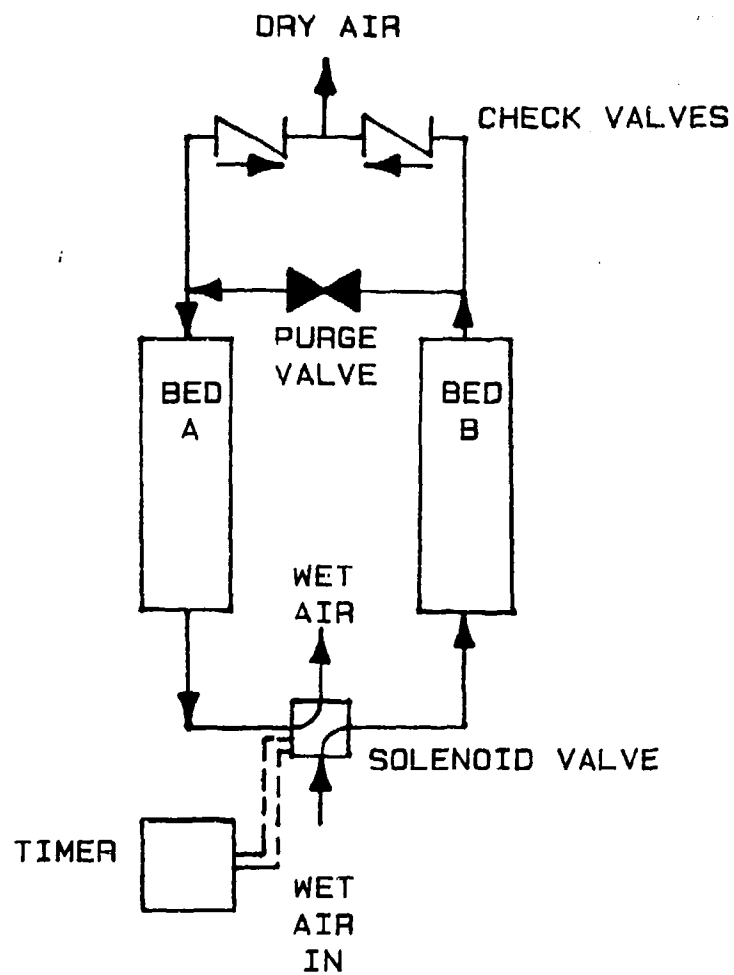 DRY AIR
CHECK VALVES
PURGE
VALVE
BED
A
BED
B
WET
AIR
SOLENOID VALVE
TIMER
WET
AIR
IN